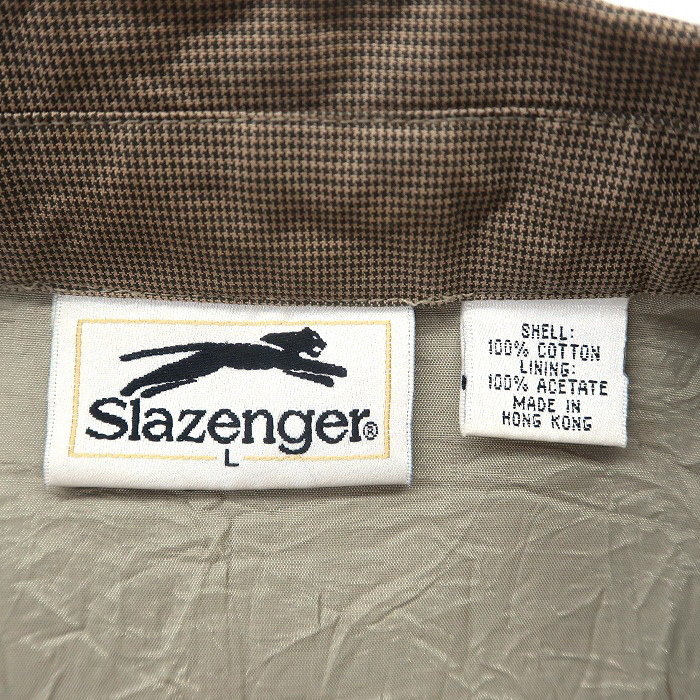 Slazenger®
L
SHELL:
100% COTTON
LINING:
100% ACETATE
MADE IN
HONG KONG